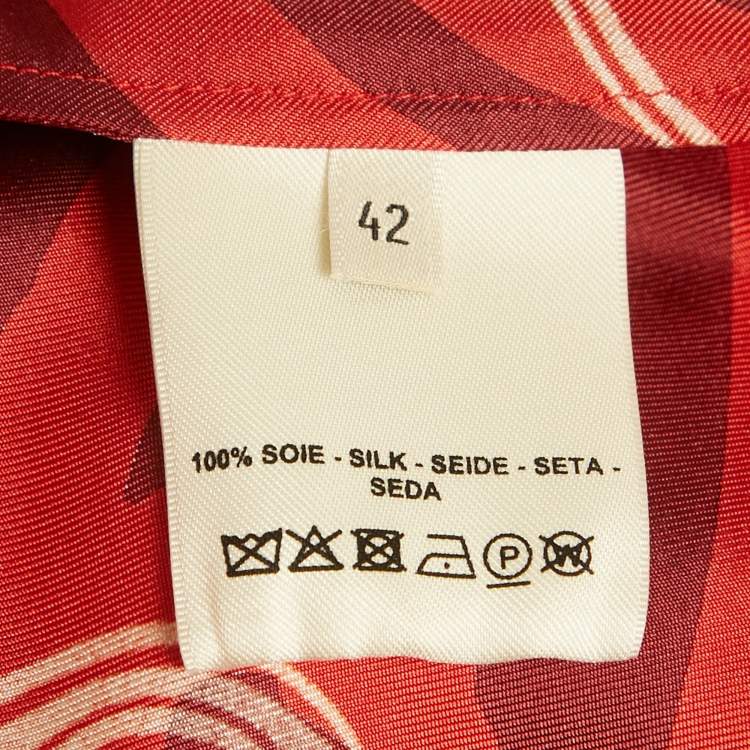 42
100% SOIE - SILK - SEIDE - SETA -
SEDA
P W